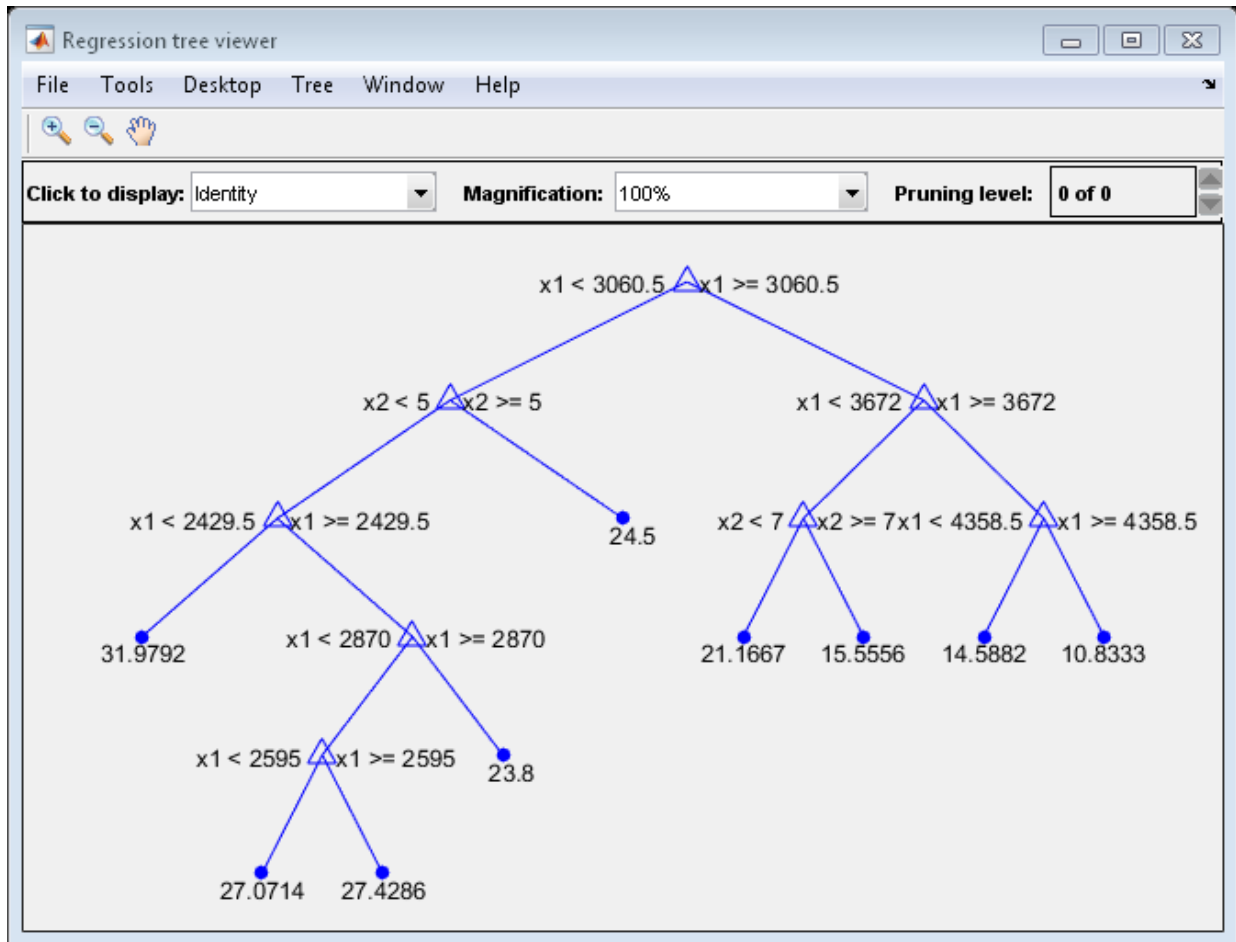 Regression tree viewer
File Tools Desktop Tree Window Help
Click to display: Identity Magnification: 100% Pruning level: 0 of 0
x1 < 3060.5 x1 >= 3060.5
x2 < 5 x2 >= 5 x1 < 3672 x1 >= 3672
x1 < 2429.5 x1 >= 2429.5 24.5 x2 < 7 x2 >= 7 x1 < 4358.5 x1 >= 4358.5
31.9792 x1 < 2870 x1 >= 2870 21.1667 15.5556 14.5882 10.8333
x1 < 2595 x1 >= 2595 23.8
27.0714 27.4286